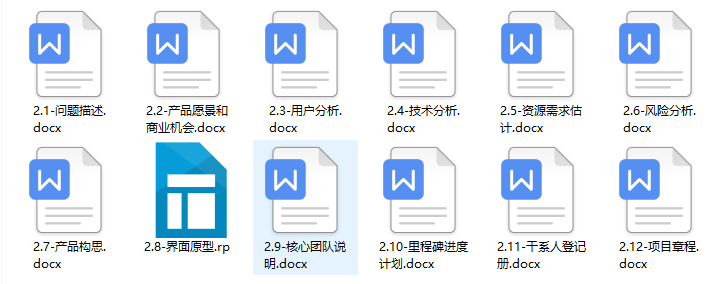 2.1-问题描述.docx
2.2-产品愿景和商业机会.docx
2.3-用户分析.docx
2.4-技术分析.docx
2.5-资源需求估计.docx
2.6-风险分析.docx
2.7-产品构思.docx
2.8-界面原型.rp
2.9-核心团队说明.docx
2.10-里程碑进度计划.docx
2.11-干系人登记册.docx
2.12-项目章程.docx